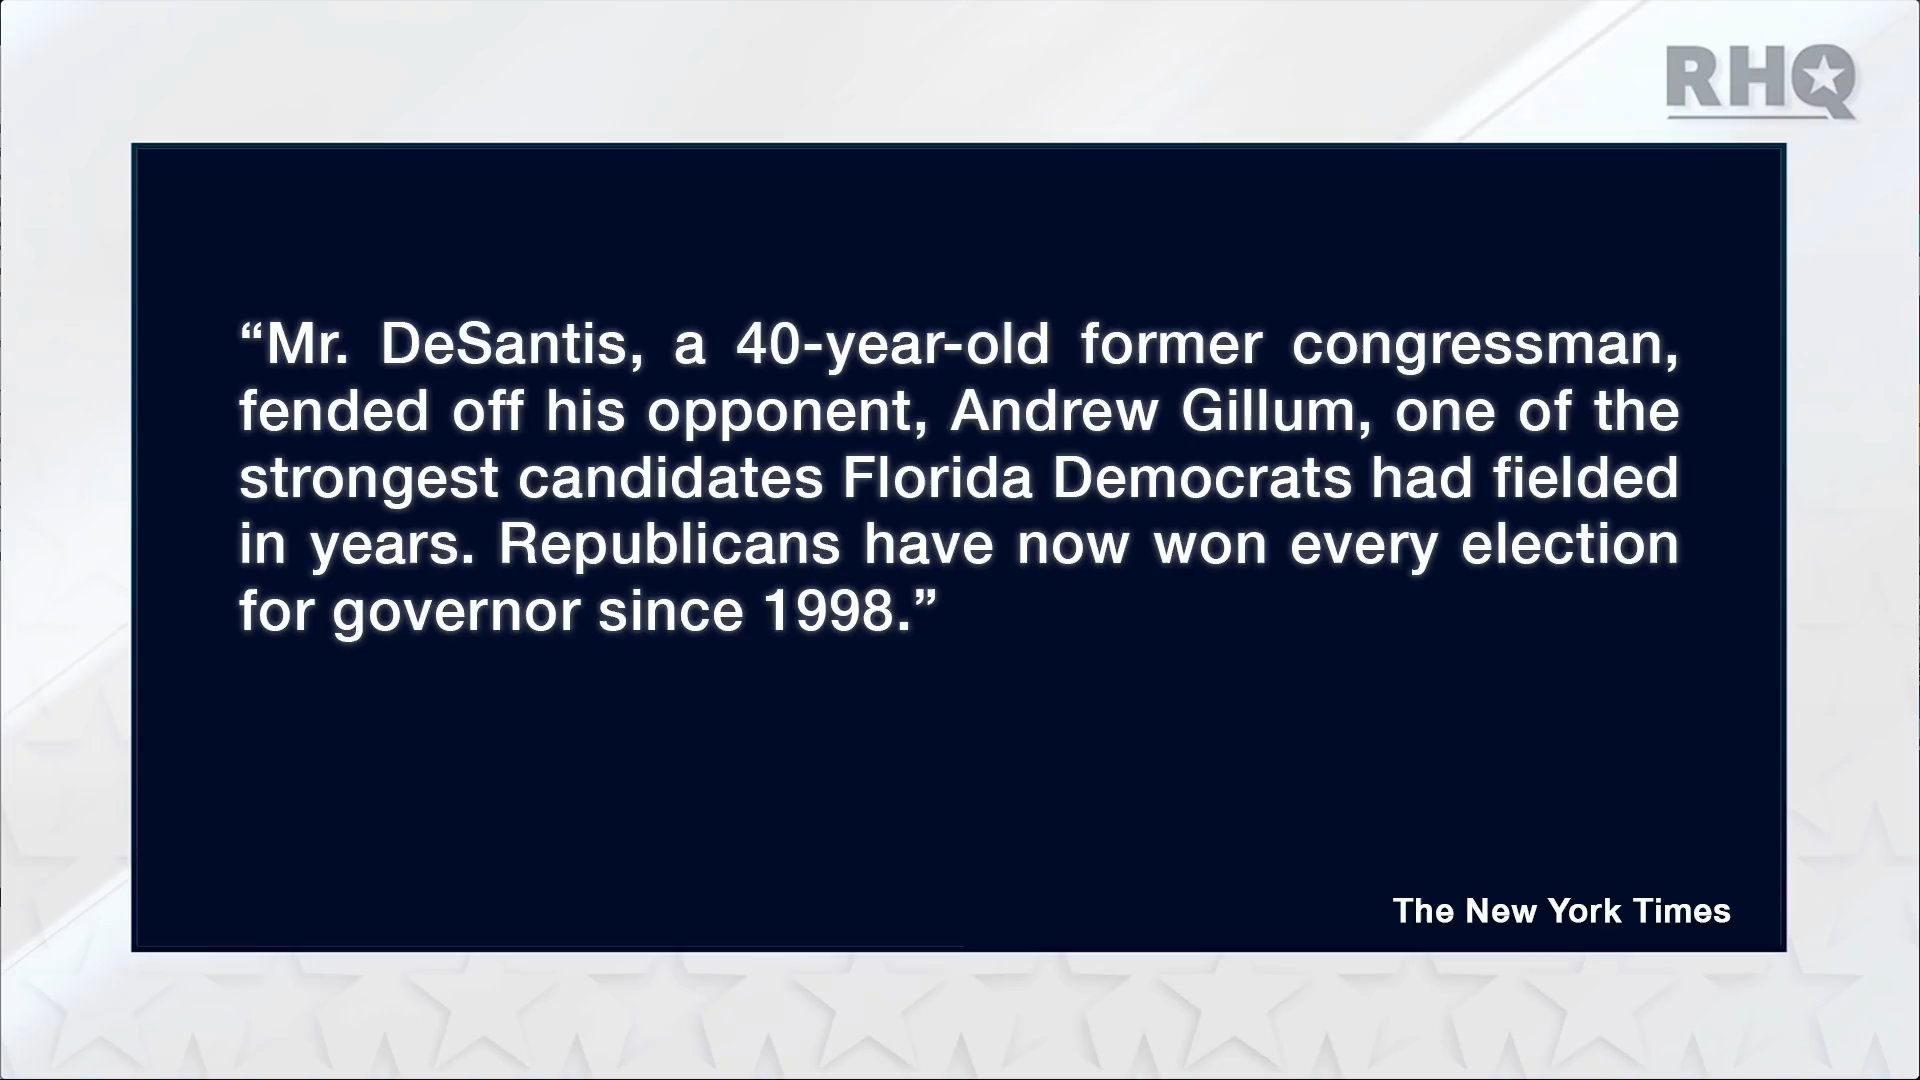 RHQ
“Mr. DeSantis, a 40-year-old former congressman,
fended off his opponent, Andrew Gillum, one of the
strongest candidates Florida Democrats had fielded
in years. Republicans have now won every election
for governor since 1998.”
The New York Times